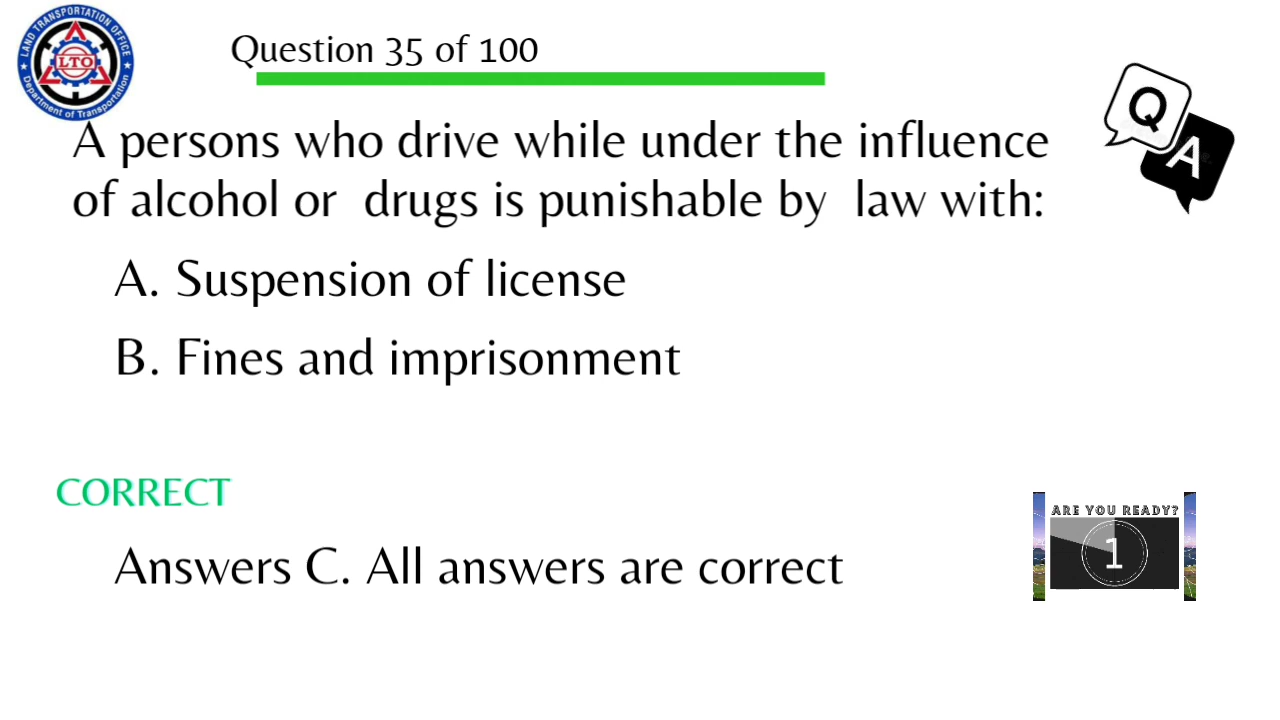 LAND TRANSPORTATION OFFICE
LTO
Department of Transportation
Question 35 of 100
Q
A
A persons who drive while under the influence
of alcohol or drugs is punishable by law with:
A. Suspension of license
B. Fines and imprisonment
CORRECT
Answers C. All answers are correct
ARE YOU READY?
1